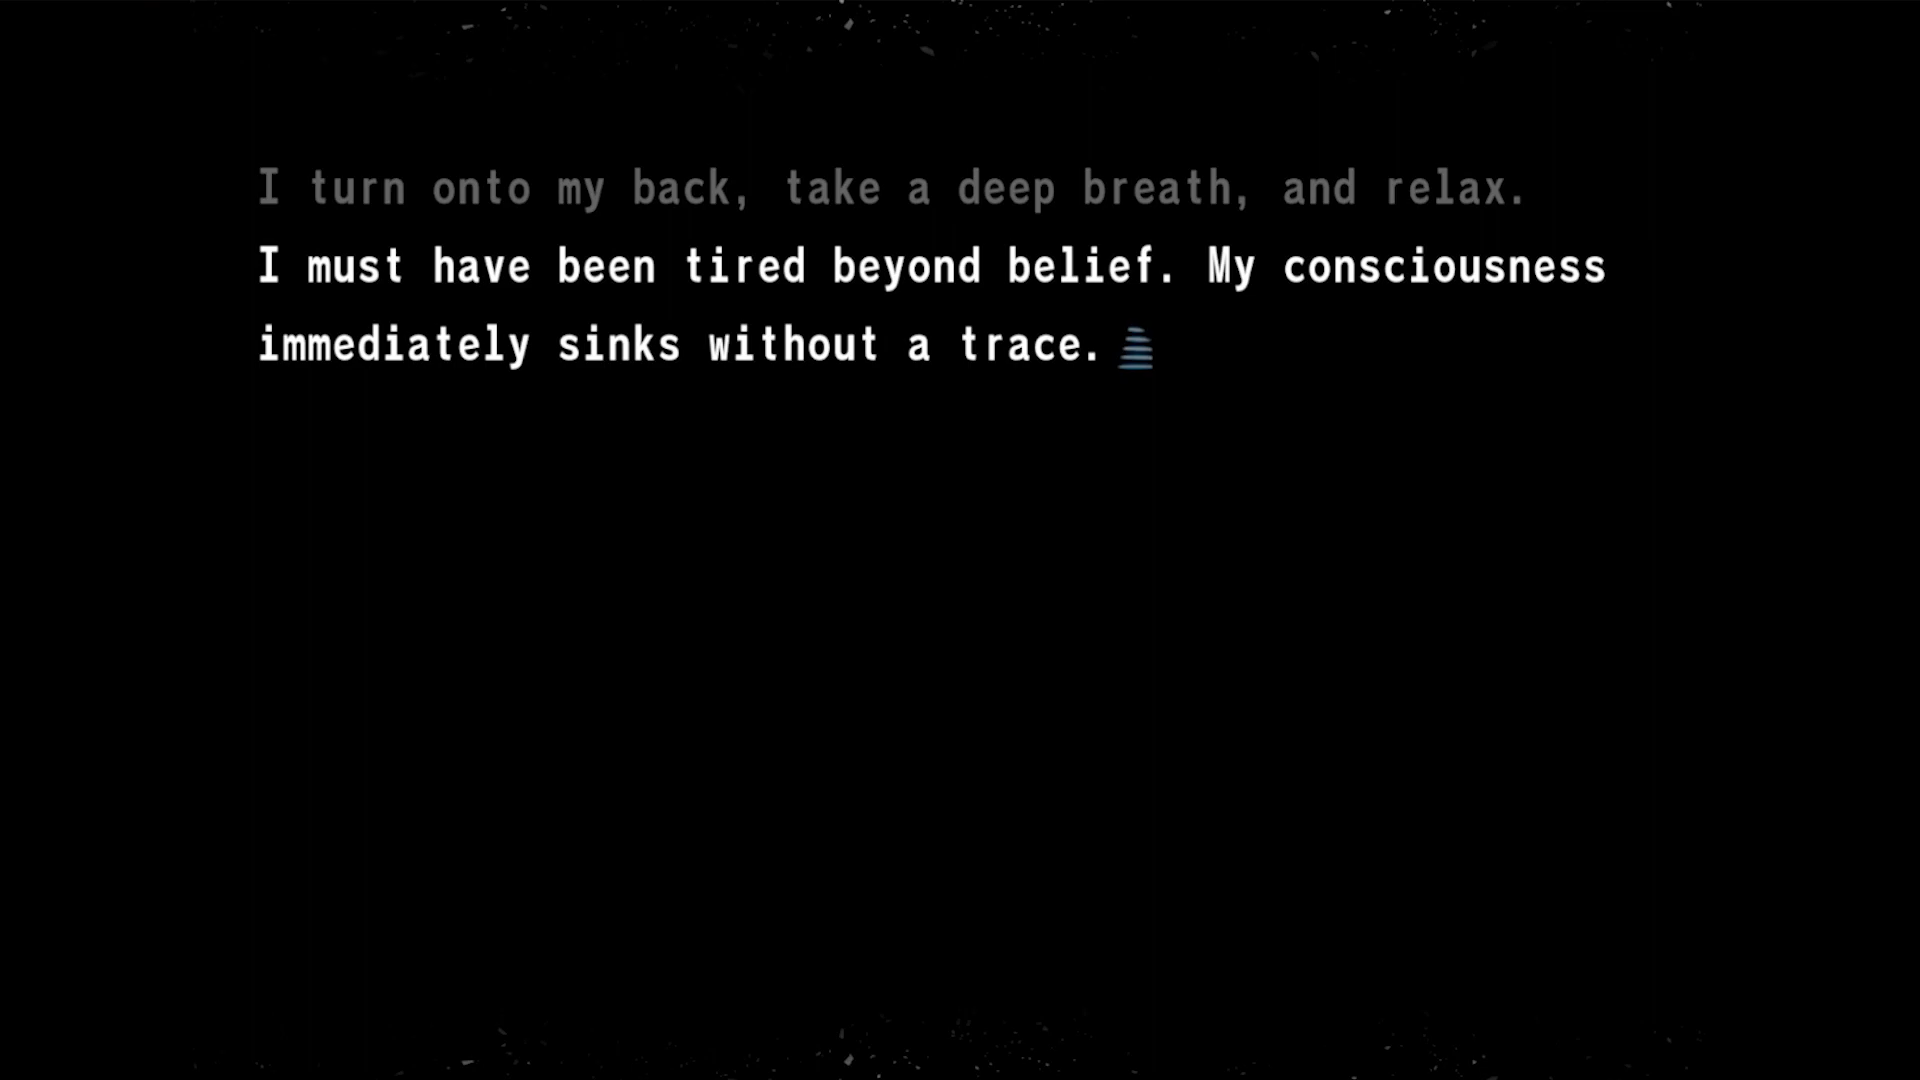 I turn onto my back, take a deep breath, and relax.
I must have been tired beyond belief. My consciousness
immediately sinks without a trace.